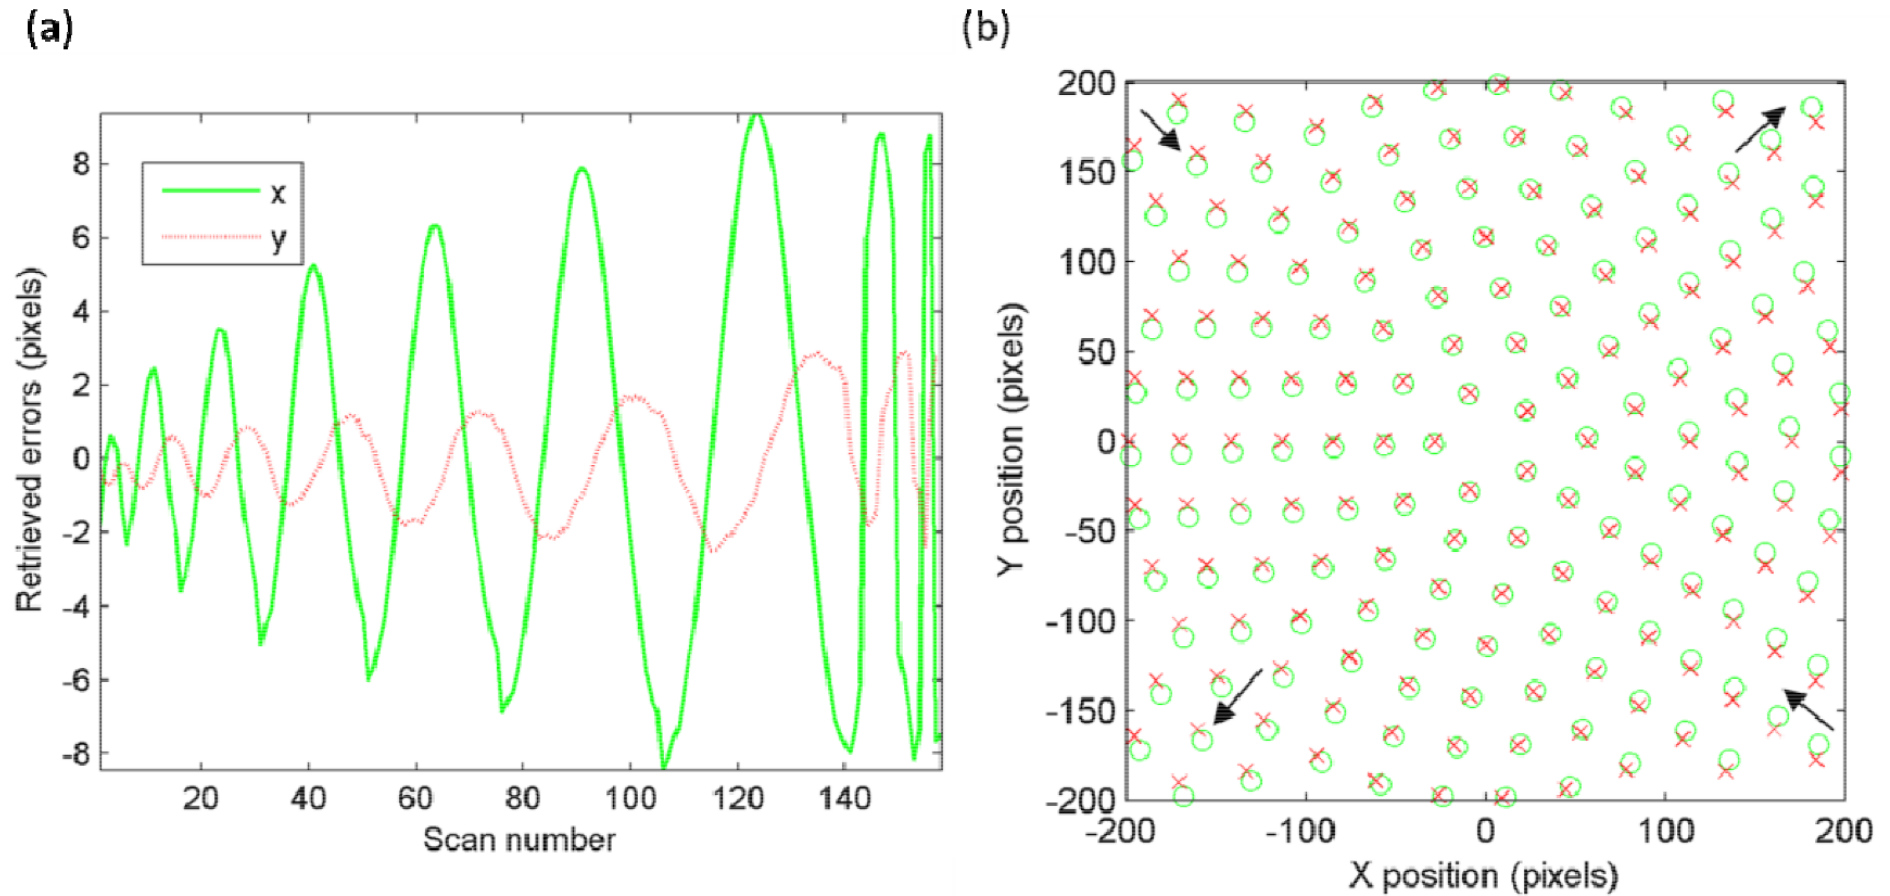 (a)
(b)
x
y
8
6
4
2
0
-2
-4
-6
-8
Retrieved errors (pixels)
20 40 60 80 100 120 140
Scan number
200
150
100
50
0
-50
-100
-150
-200
Y position (pixels)
-200 -100 0 100 200
X position (pixels)